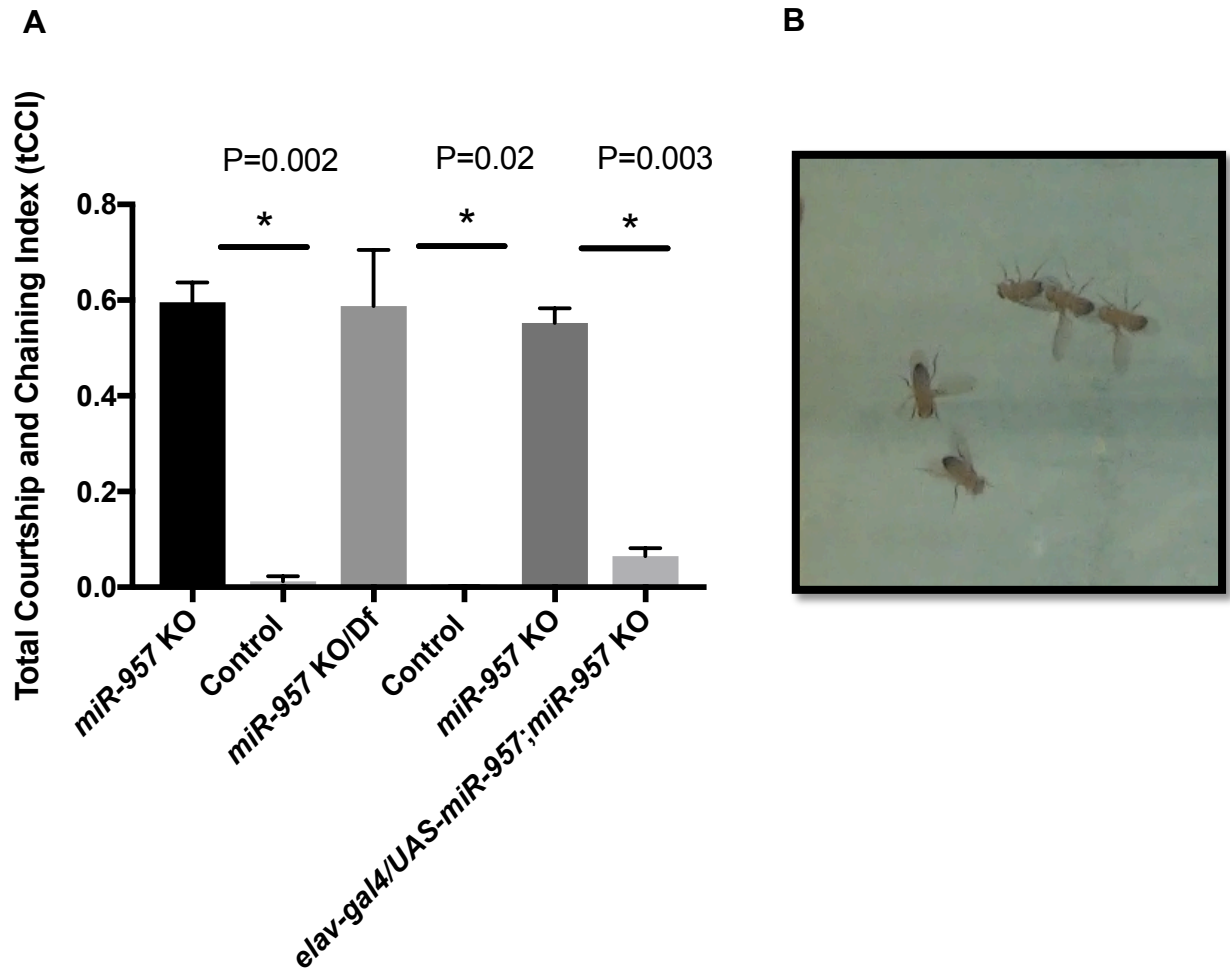 A
B
Total Courtship and Chaining Index (tCCI)
P=0.002
P=0.02
P=0.003
*
*
*
0.8
0.6
0.4
0.2
0.0
miR-957 KO
Control
miR-957 KO/Df
Control
miR-957 KO
elav-gal4/UAS-miR-957;miR-957 KO